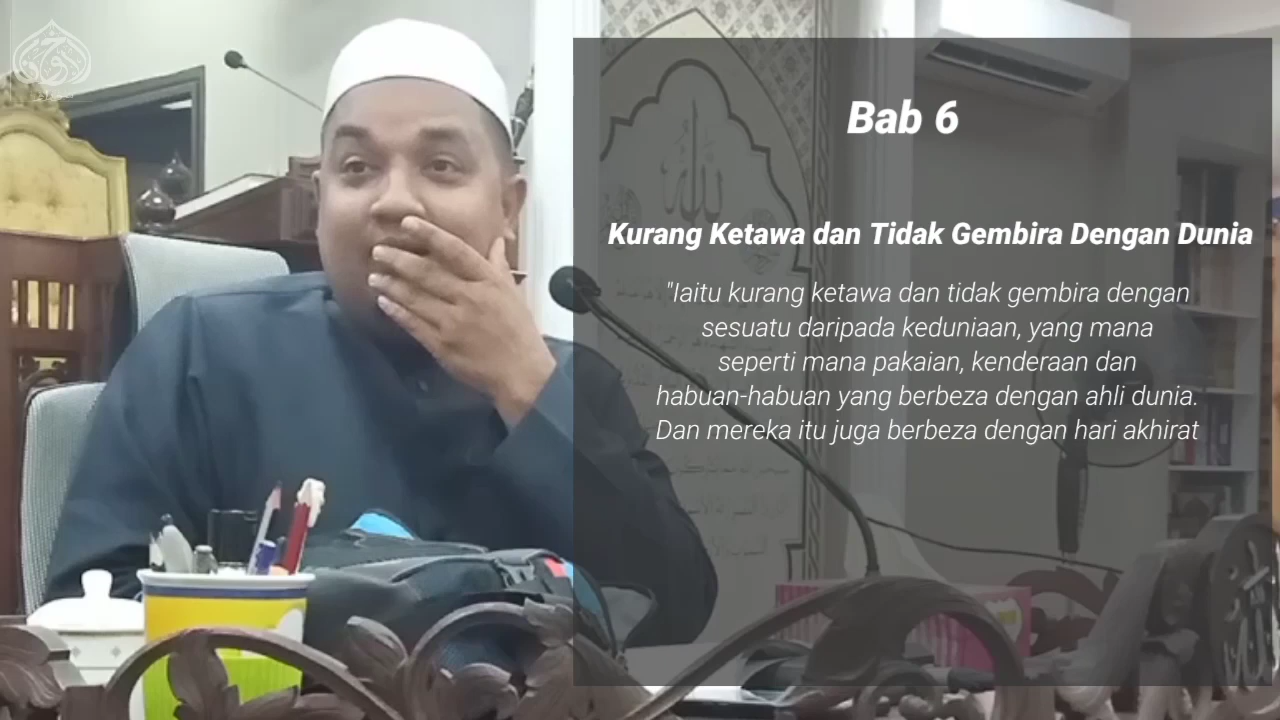 Bab 6
Kurang Ketawa dan Tidak Gembira Dengan Dunia
"Iaitu kurang ketawa dan tidak gembira dengan
sesuatu daripada keduniaan, yang mana
seperti mana pakaian, kenderaan dan
habuan-habuan yang berbeza dengan ahli dunia.
Dan mereka itu juga berbeza dengan hari akhirat
الله